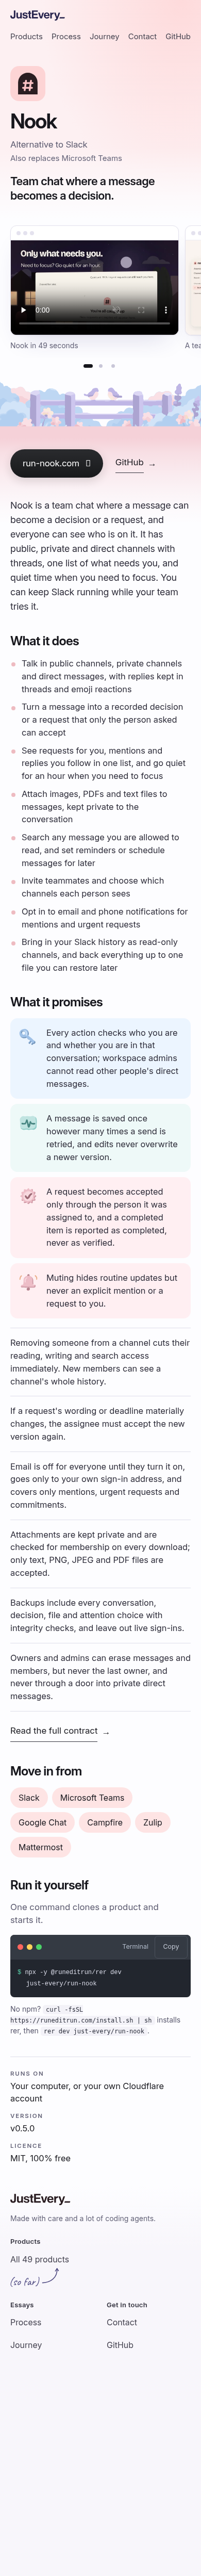 JustEvery_
Products Process Journey Contact GitHub
Nook
Alternative to Slack
Also replaces Microsoft Teams
Team chat where a message
becomes a decision.
Only what needs you.
Need to focus? Go quiet for an hour.
0:00
Nook in 49 seconds
A tea
run-nook.com
GitHub →
Nook is a team chat where a message can
become a decision or a request, and
everyone can see who is on it. It has
public, private and direct channels with
threads, one list of what needs you, and
quiet time when you need to focus. You
can keep Slack running while your team
tries it.
What it does
Talk in public channels, private channels
and direct messages, with replies kept in
threads and emoji reactions
Turn a message into a recorded decision
or a request that only the person asked
can accept
See requests for you, mentions and
replies you follow in one list, and go quiet
for an hour when you need to focus
Attach images, PDFs and text files to
messages, kept private to the
conversation
Search any message you are allowed to
read, and set reminders or schedule
messages for later
Invite teammates and choose which
channels each person sees
Opt in to email and phone notifications for
mentions and urgent requests
Bring in your Slack history as read-only
channels, and back everything up to one
file you can restore later
What it promises
Every action checks who you are
and whether you are in that
conversation; workspace admins
cannot read other people's direct
messages.
A message is saved once
however many times a send is
retried, and edits never overwrite
a newer version.
A request becomes accepted
only through the person it was
assigned to, and a completed
item is reported as completed,
never as verified.
Muting hides routine updates but
never an explicit mention or a
request to you.
Removing someone from a channel cuts their
reading, writing and search access
immediately. New members can see a
channel's whole history.
If a request's wording or deadline materially
changes, the assignee must accept the new
version again.
Email is off for everyone until they turn it on,
goes only to your own sign-in address, and
covers only mentions, urgent requests and
commitments.
Attachments are kept private and are
checked for membership on every download;
only text, PNG, JPEG and PDF files are
accepted.
Backups include every conversation,
decision, file and attention choice with
integrity checks, and leave out live sign-ins.
Owners and admins can erase messages and
members, but never the last owner, and
never through a door into private direct
messages.
Read the full contract →
Move in from
Slack Microsoft Teams
Google Chat Campfire Zulip
Mattermost
Run it yourself
One command clones the product and
starts it.
Terminal Copy
$ npx -y @runeditrun/rer dev
just-every/run-nook
No npm? curl -fsSL
https://runeditrun.com/install.sh | sh installs
rer, then rer dev just-every/run-nook.
RUNS ON
Your computer, or your own Cloudflare
account
VERSION
v0.5.0
LICENCE
MIT, 100% free
JustEvery_
Made with care and a lot of coding agents.
Products
All 49 products
(so far)
Essays Get in touch
Process Contact
Journey GitHub